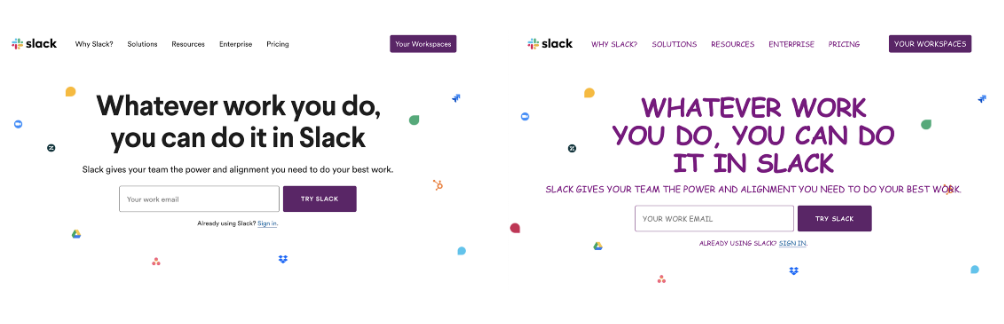 slack Why Slack? Solutions Resources Enterprise Pricing Your Workspaces
Whatever work you do,
you can do it in Slack
Slack gives your team the power and alignment you need to do your best work.
Your work email TRY SLACK
Already using Slack? Sign in.
slack WHY SLACK? SOLUTIONS RESOURCES ENTERPRISE PRICING YOUR WORKSPACES
WHATEVER WORK
YOU DO, YOU CAN DO
IT IN SLACK
SLACK GIVES YOUR TEAM THE POWER AND ALIGNMENT YOU NEED TO DO YOUR BEST WORK.
YOUR WORK EMAIL TRY SLACK
ALREADY USING SLACK? SIGN IN.